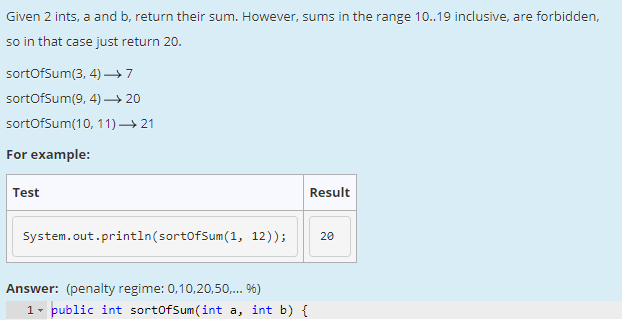 Given 2 ints, a and b, return their sum. However, sums in the range 10..19 inclusive, are forbidden,
so in that case just return 20.
sortOfSum(3, 4) → 7
sortOfSum(9, 4) → 20
sortOfSum(10, 11) → 21
For example:
Test Result
System.out.println(sortOfSum(1, 12)); 20
Answer: (penalty regime: 0,10,20,50,... %)
1 public int sortOfSum(int a, int b) {